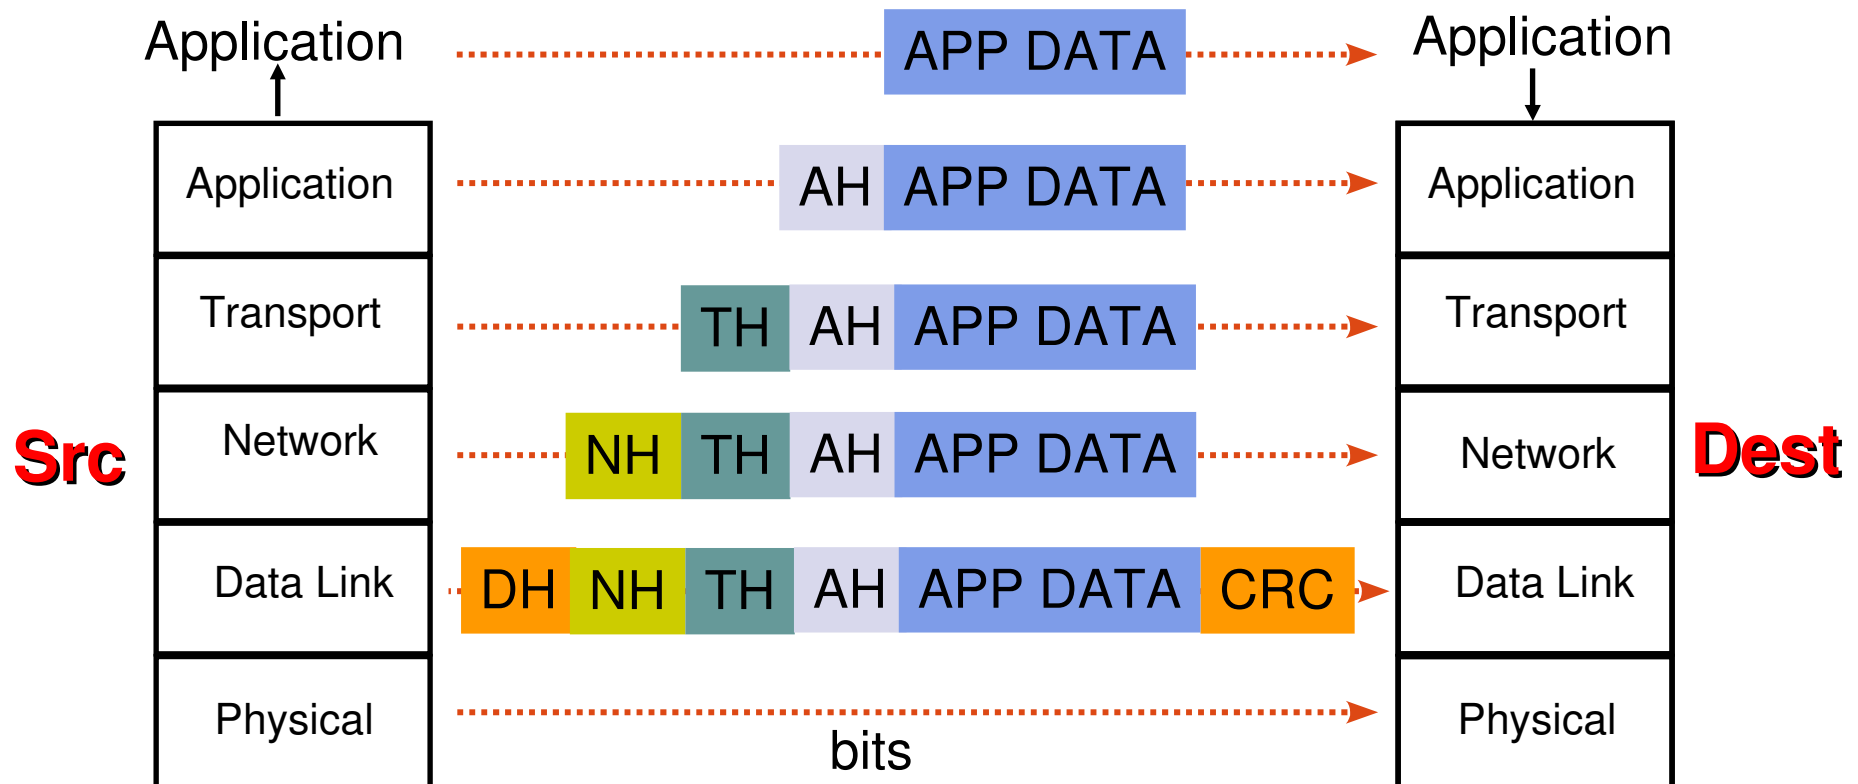 Application APP DATA Application
Application AH APP DATA Application
Transport TH AH APP DATA Transport
Src Network NH TH AH APP DATA Network Dest
Data Link DH NH TH AH APP DATA CRC Data Link
Physical bits Physical